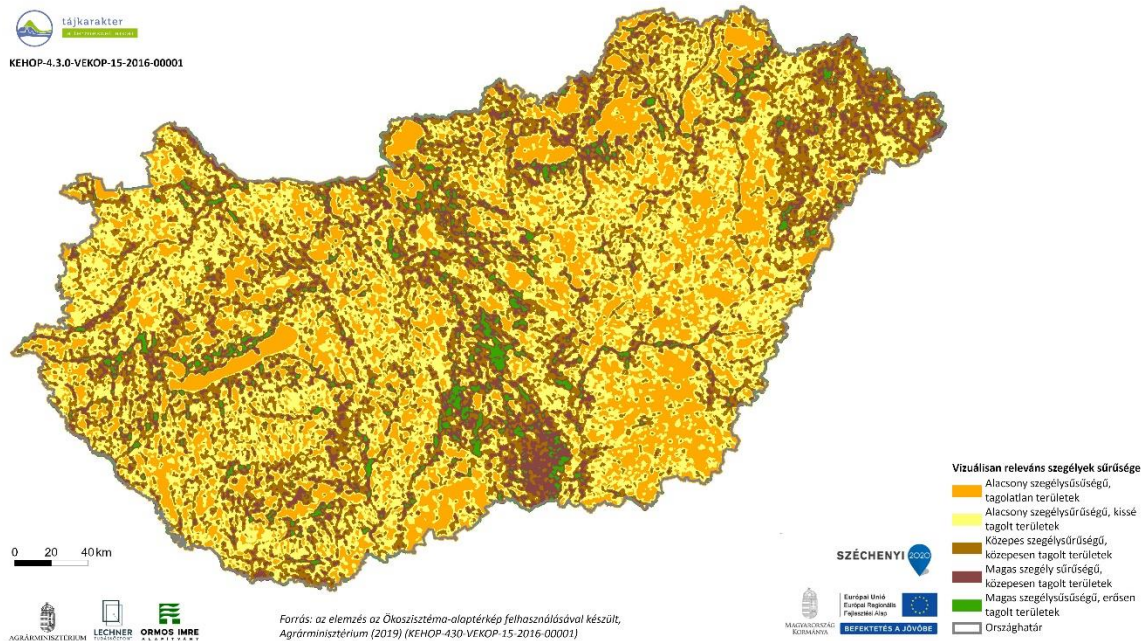 tájkarakter
a természet arcai
KEHOP-4.3.0-VEKOP-15-2016-00001
Vizuálisan releváns szegélyek sűrűsége
Alacsony szegélysűsűségű,
tagolatlan területek
Alacsony szegélysűrűségű, kissé
tagolt területek
Közepes szegélysűrűségű,
közepesen tagolt területek
Magas szegély sűrűségű,
közepesen tagolt területek
Magas szegélysűsűségű, erősen
tagolt területek
Országhatár
0 20 40 km
SZÉCHENYI 2020
MAGYARORSZÁG
KORMÁNYA
Európai Unió
Európai Regionális
Fejlesztési Alap
BEFEKTETÉS A JÖVŐBE
AGRÁRMINISZTÉRIUM
LECHNER
TUDÁSKÖZPONT
ORMOS IMRE
ALAPÍTVÁNY
Forrás: az elemzés az Ökoszisztéma-alaptérkép felhasználásával készült,
Agrárminisztérium (2019) (KEHOP-430-VEKOP-15-2016-00001)